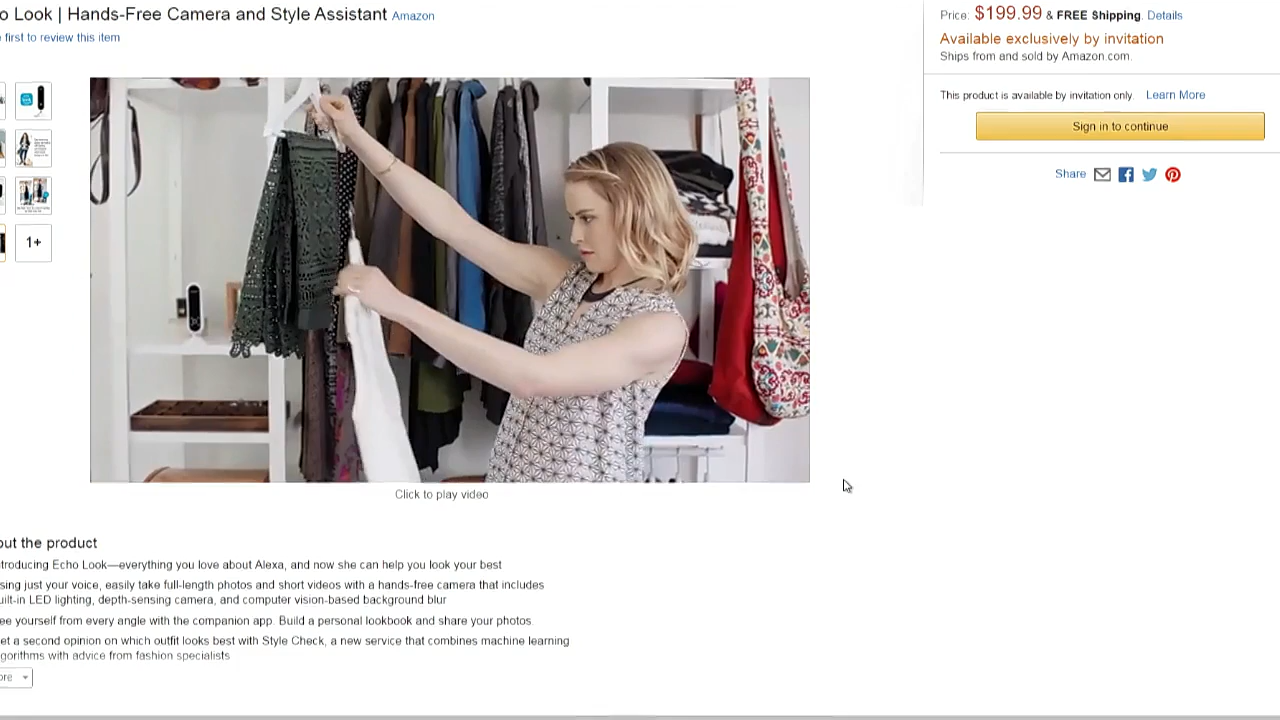 o Look | Hands-Free Camera and Style Assistant Amazon
first to review this item
1+
Click to play video
Price: $199.99 & FREE Shipping. Details
Available exclusively by invitation
Ships from and sold by Amazon.com.
This product is available by invitation only. Learn More
Sign in to continue
Share
out the product
troducing Echo Look—everything you love about Alexa, and now she can help you look your best
sing just your voice, easily take full-length photos and short videos with a hands-free camera that includes
uilt-in LED lighting, depth-sensing camera, and computer vision-based background blur
ee yourself from every angle with the companion app. Build a personal lookbook and share your photos.
et a second opinion on which outfit looks best with Style Check, a new service that combines machine learning
gorithms with advice from fashion specialists
ore